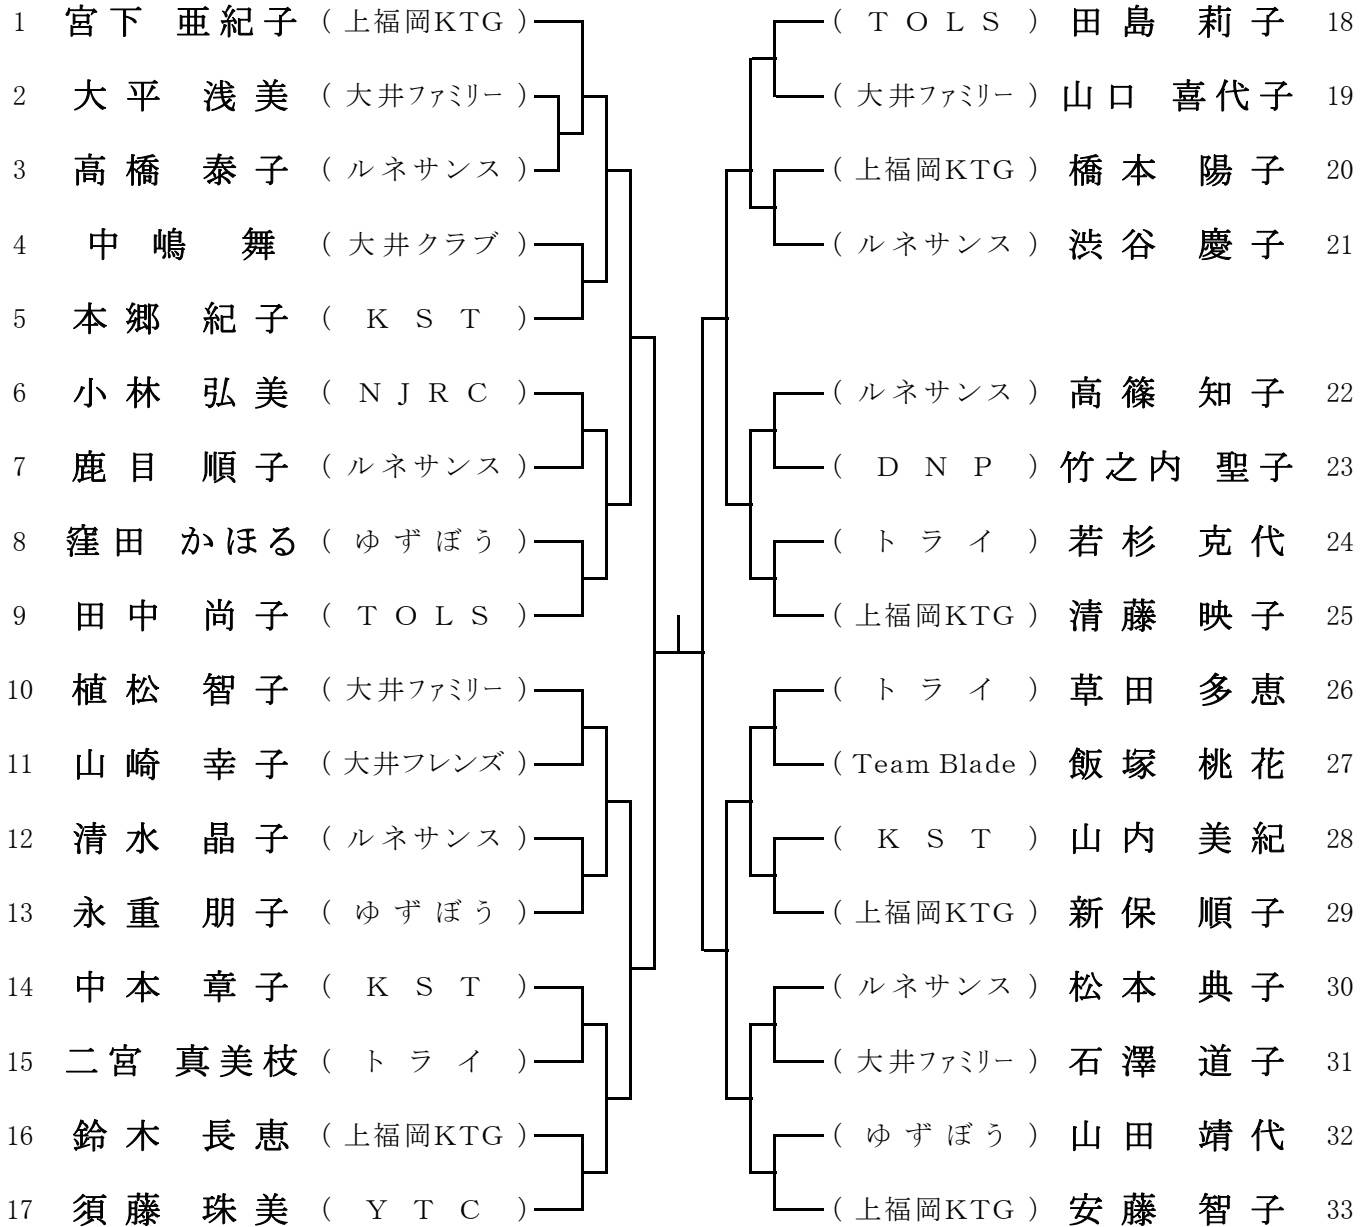 1 宮下 亜紀子 (上福岡KTG)
2 大平 浅美 (大井ファミリー)
3 高橋 泰子 (ルネサンス)
4 中嶋 舞 (大井クラブ)
5 本郷 紀子 (KST)
6 小林 弘美 (NJRC)
7 鹿目 順子 (ルネサンス)
8 窪田 かほる (ゆずぼう)
9 田中 尚子 (TOLS)
10 植松 智子 (大井ファミリー)
11 山崎 幸子 (大井フレンズ)
12 清水 晶子 (ルネサンス)
13 永重 朋子 (ゆずぼう)
14 中本 章子 (KST)
15 二宮 真美枝 (トライ)
16 鈴木 長恵 (上福岡KTG)
17 須藤 珠美 (YTC)
(TOLS) 田島 莉子 18
(大井ファミリー) 山口 喜代子 19
(上福岡KTG) 橋本 陽子 20
(ルネサンス) 渋谷 慶子 21
(ルネサンス) 高篠 知子 22
(DNP) 竹之内 聖子 23
(トライ) 若杉 克代 24
(上福岡KTG) 清藤 映子 25
(トライ) 草田 多恵 26
(Team Blade) 飯塚 桃花 27
(KST) 山内 美紀 28
(上福岡KTG) 新保 順子 29
(ルネサンス) 松本 典子 30
(大井ファミリー) 石澤 道子 31
(ゆずぼう) 山田 靖代 32
(上福岡KTG) 安藤 智子 33